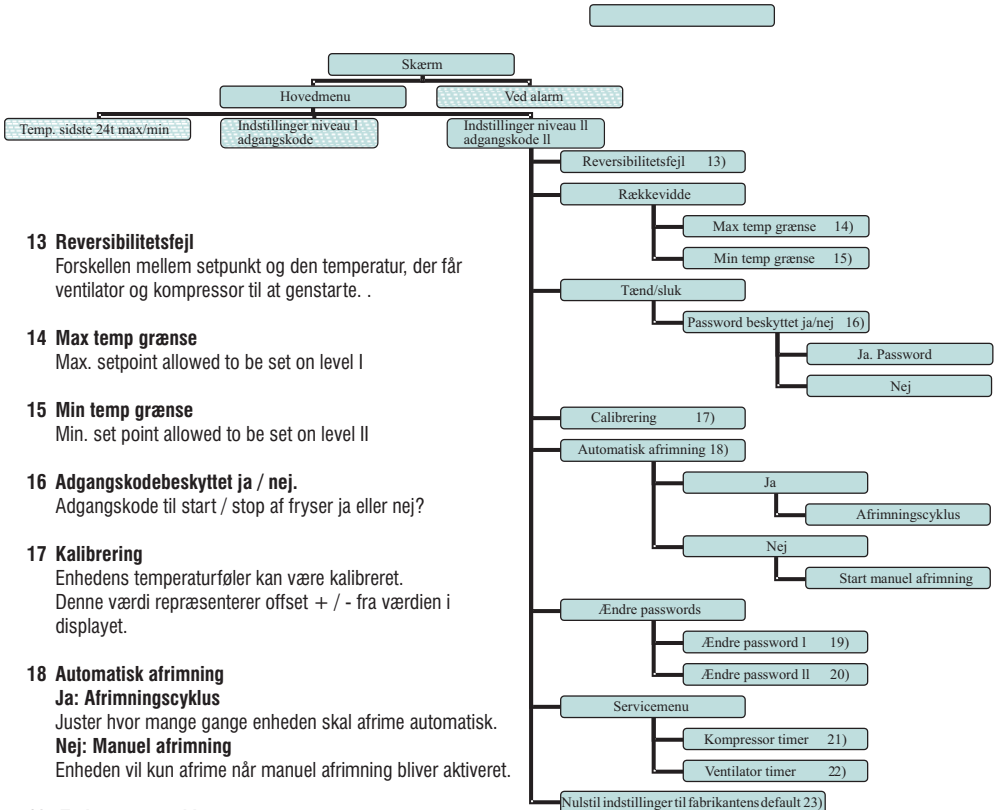 Skærm
Hovedmenu
Ved alarm
Temp. sidste 24t max/min
Indstillinger niveau l
adgangskode
Indstillinger niveau ll
adgangskode ll
Reversibilitetsfejl 13)
Rækkevidde
Max temp grænse 14)
Min temp grænse 15)
Tænd/sluk
Password beskyttet ja/nej 16)
Ja. Password
Nej
Calibrering 17)
Automatisk afrimning 18)
Ja
Afrimningscyklus
Nej
Start manuel afrimning
Ændre passwords
Ændre password l 19)
Ændre password ll 20)
Servicemenu
Kompressor timer 21)
Ventilator timer 22)
Nulstil indstillinger til fabrikantens default 23)
13 Reversibilitetsfejl
Forskellen mellem setpunkt og den temperatur, der får
ventilator og kompressor til at genstarte. .
14 Max temp grænse
Max. setpoint allowed to be set on level I
15 Min temp grænse
Min. set point allowed to be set on level II
16 Adgangskodebeskyttet ja / nej.
Adgangskode til start / stop af fryser ja eller nej?
17 Kalibrering
Enhedens temperaturføler kan være kalibreret.
Denne værdi repræsenterer offset + / - fra værdien i
displayet.
18 Automatisk afrimning
Ja: Afrimningscyklus
Juster hvor mange gange enheden skal afrime automatisk.
Nej: Manuel afrimning
Enheden vil kun afrime når manuel afrimning bliver aktiveret.